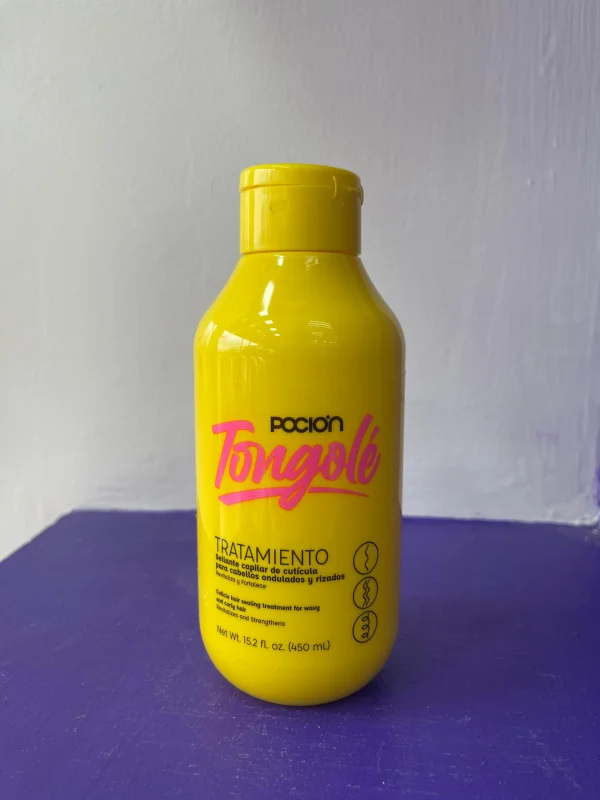 POCIÓN
Tongolé
TRATAMIENTO
Sellante capilar de cutícula
para cabellos ondulados y rizados
Revitaliza y Fortalece
Cuticle hair sealing treatment for wavy
and curly hair
Revitalizes and Strengthens
Net Wt. 15.2 fl. oz. (450 mL)